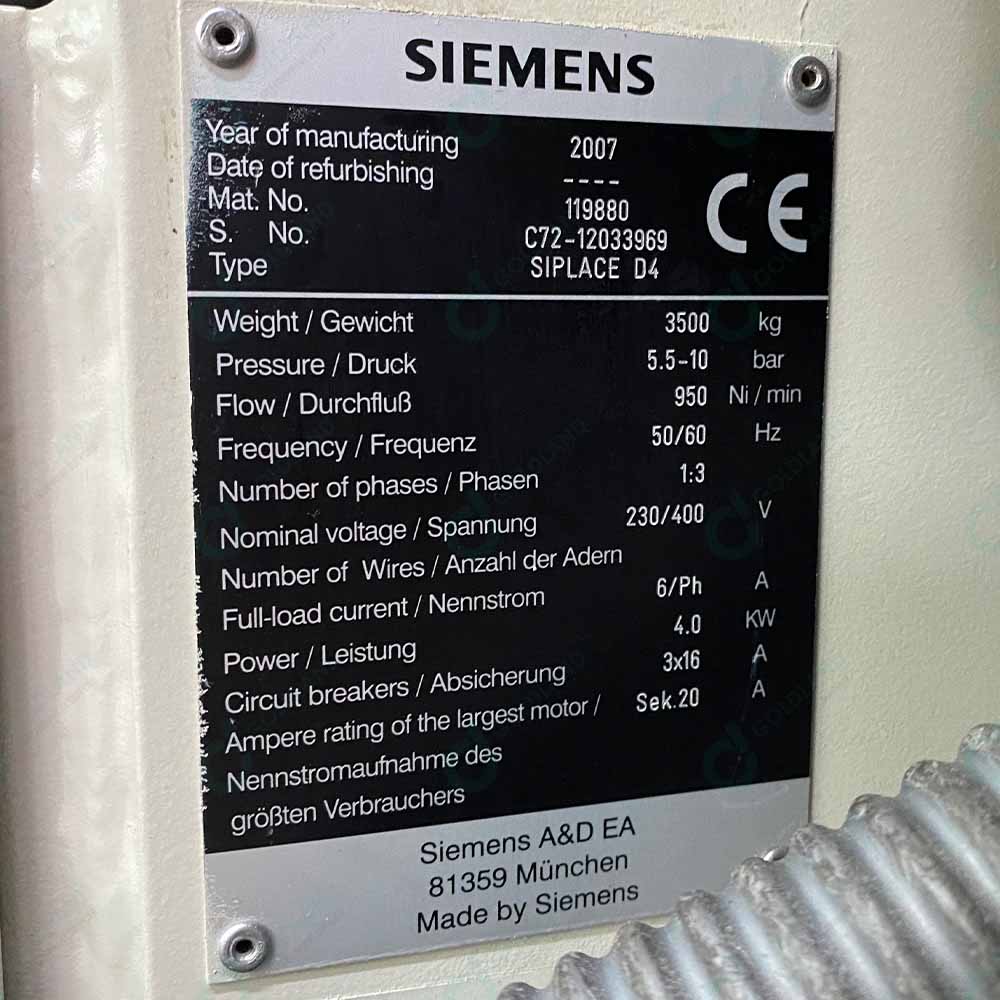 SIEMENS
Year of manufacturing 2007
Date of refurbishing ----
Mat. No. 119880
S. No. C72-12033969
Type SIPLACE D4
CE
Weight / Gewicht 3500 kg
Pressure / Druck 5.5-10 bar
Flow / Durchfluß 950 Ni / min
Frequency / Frequenz 50/60 Hz
Number of phases / Phasen 1:3
Nominal voltage / Spannung 230/400 V
Number of Wires / Anzahl der Adern
Full-load current / Nennstrom 6/Ph A
Power / Leistung 4.0 KW
Circuit breakers / Absicherung 3x16 A
Ampere rating of the largest motor / Sek.20 A
Nennstromaufnahme des
größten Verbrauchers
Siemens A&D EA
81359 München
Made by Siemens
GOLDLAND